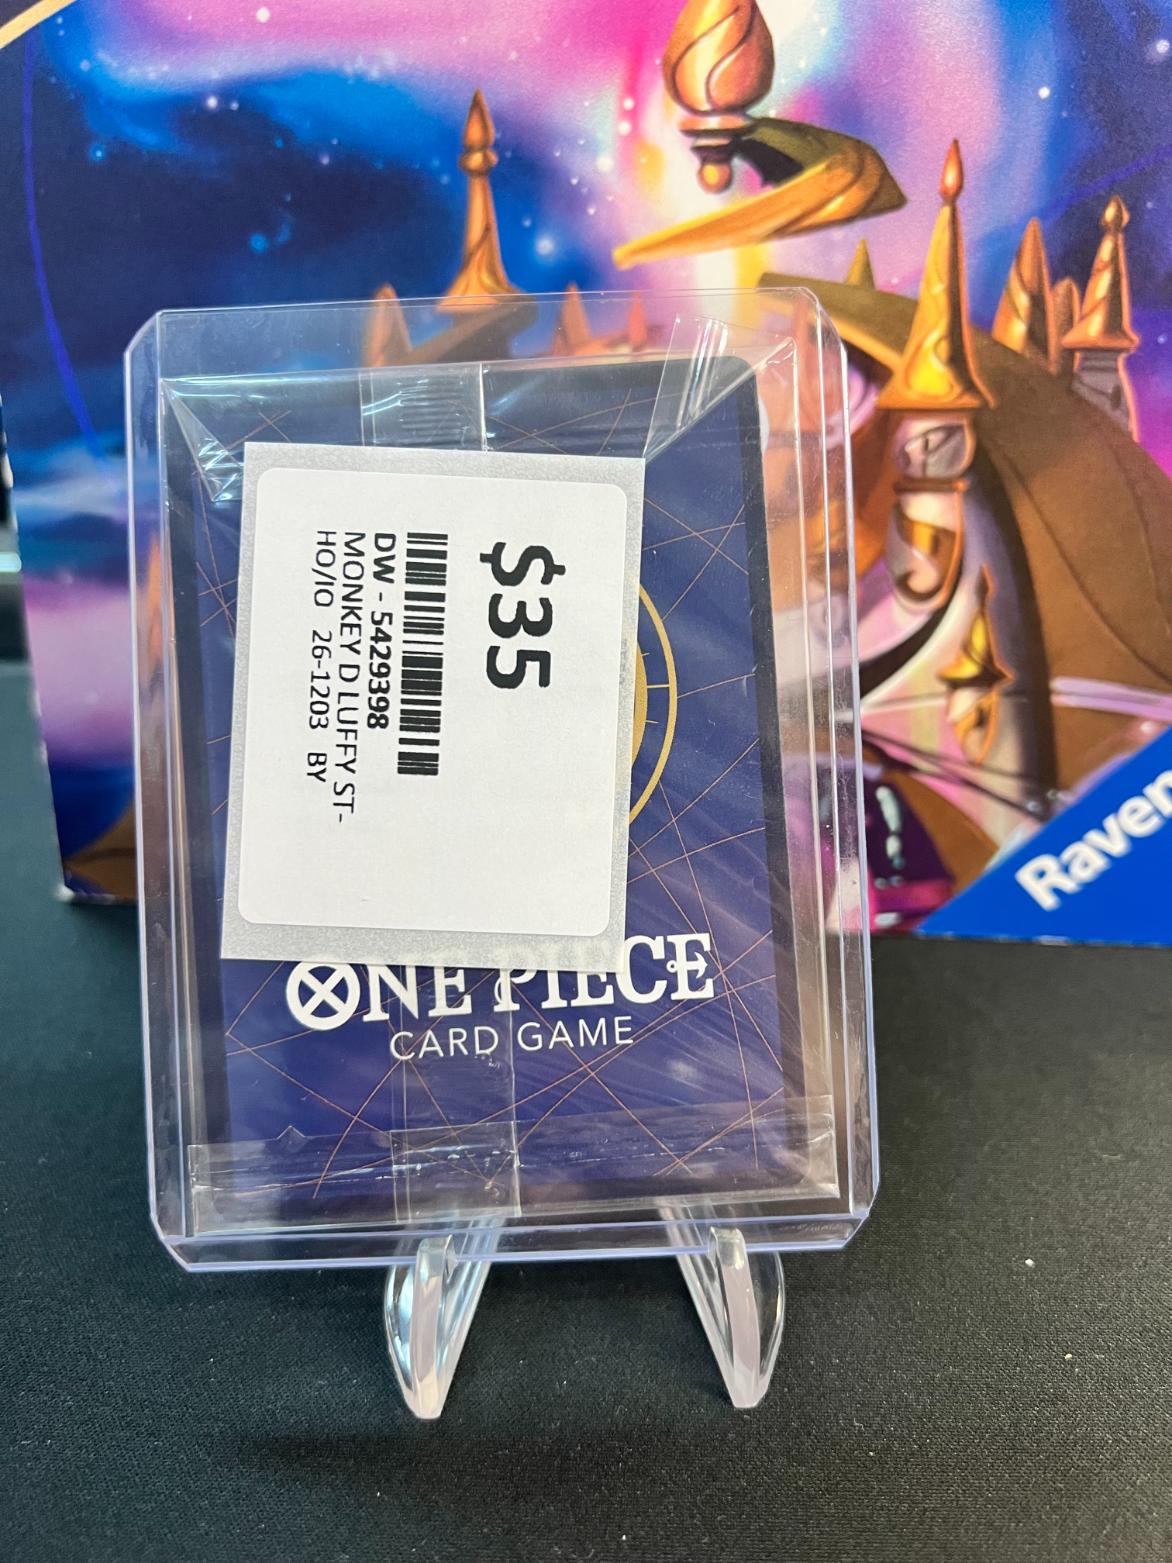 $35
DW - 5429398
MONKEY D LUFFY ST-
HO/IO 26-1203 BY
ONE PIECE
CARD GAME
Raven